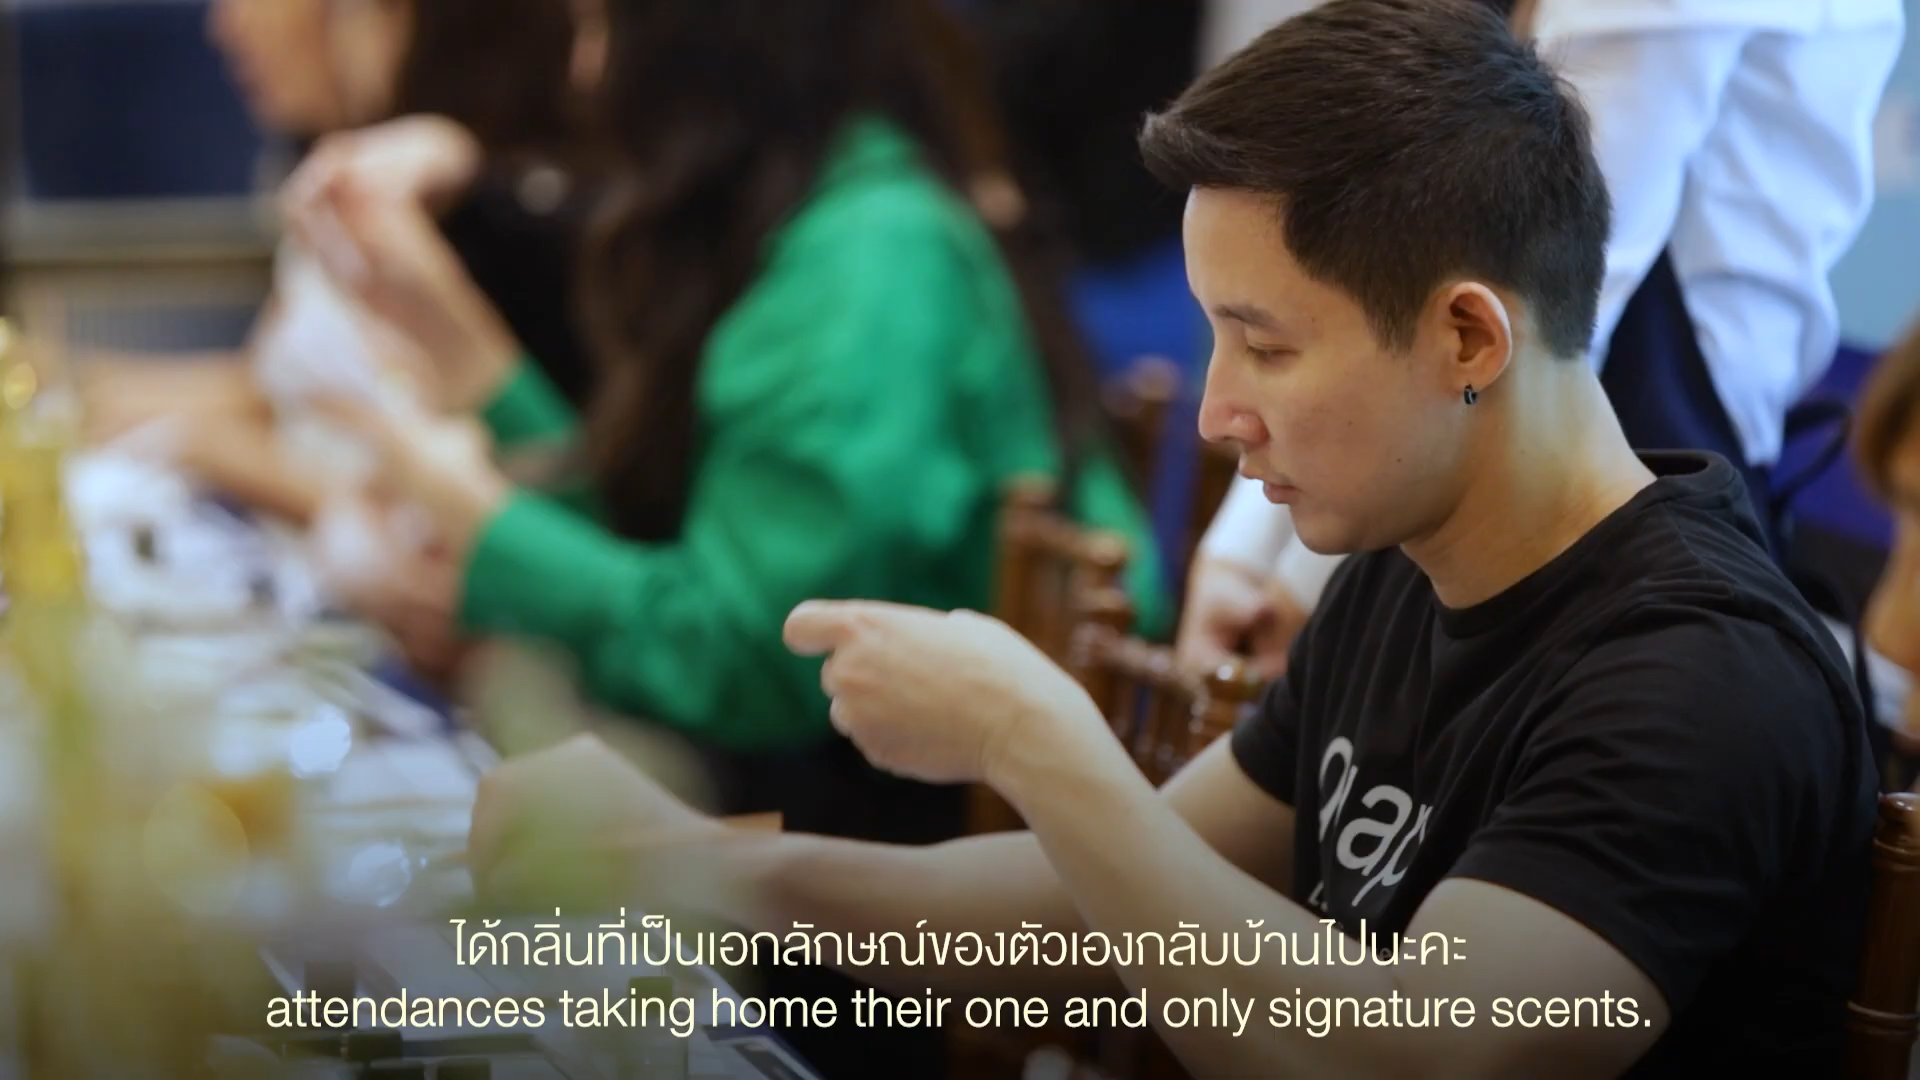 ได้กลิ่นที่เป็นเอกลักษณ์ของตัวเองกลับบ้านไปนะคะ
attendances taking home their one and only signature scents.